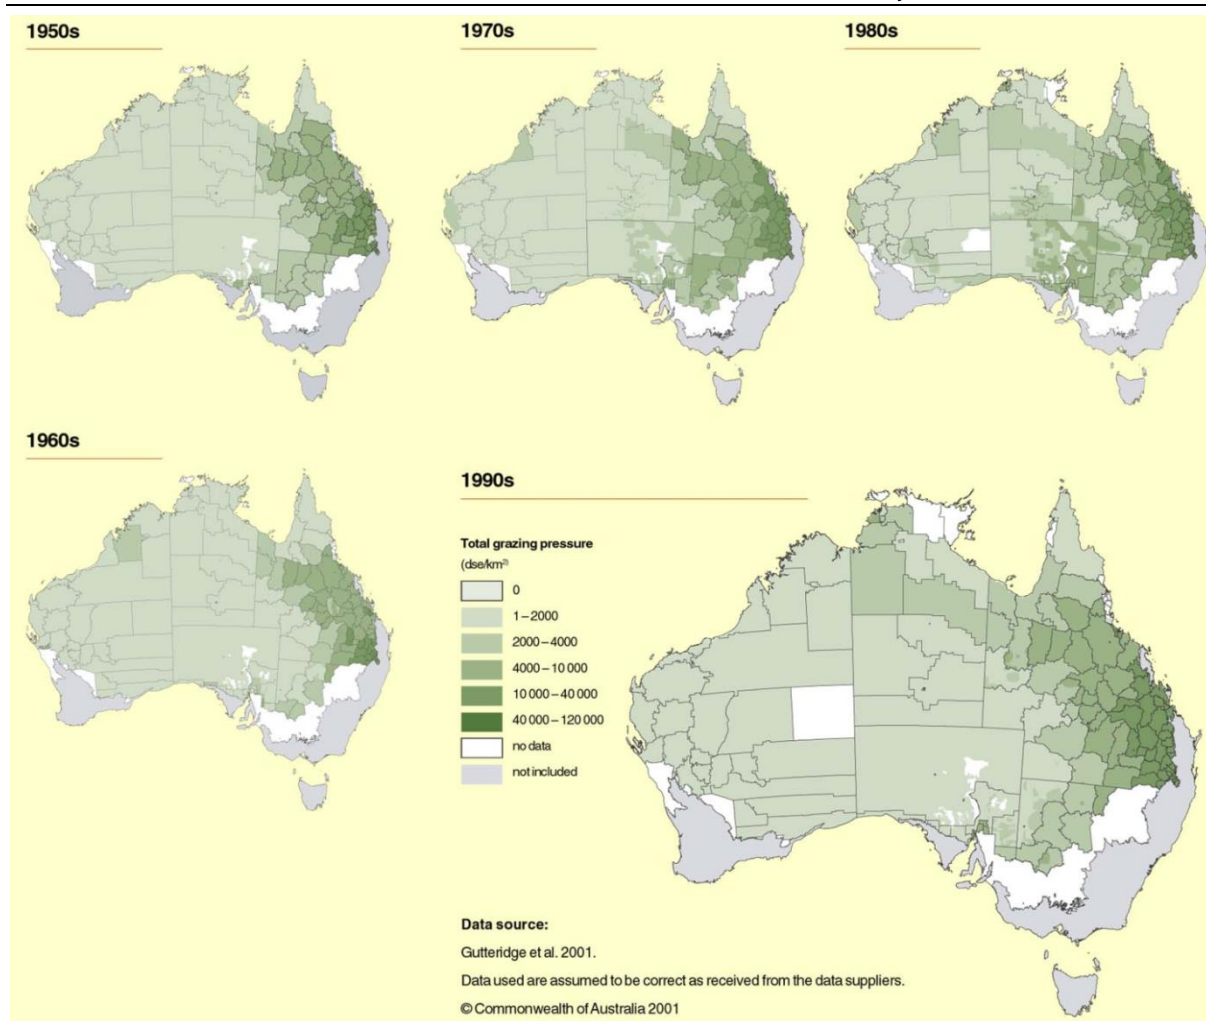 1950s
1970s
1980s
1960s
1990s
Total grazing pressure
(dse/km²)
0
1 – 2000
2000 – 4000
4000 – 10 000
10 000 – 40 000
40 000 – 120 000
no data
not included
Data source:
Gutteridge et al. 2001.
Data used are assumed to be correct as received from the data suppliers.
© Commonwealth of Australia 2001